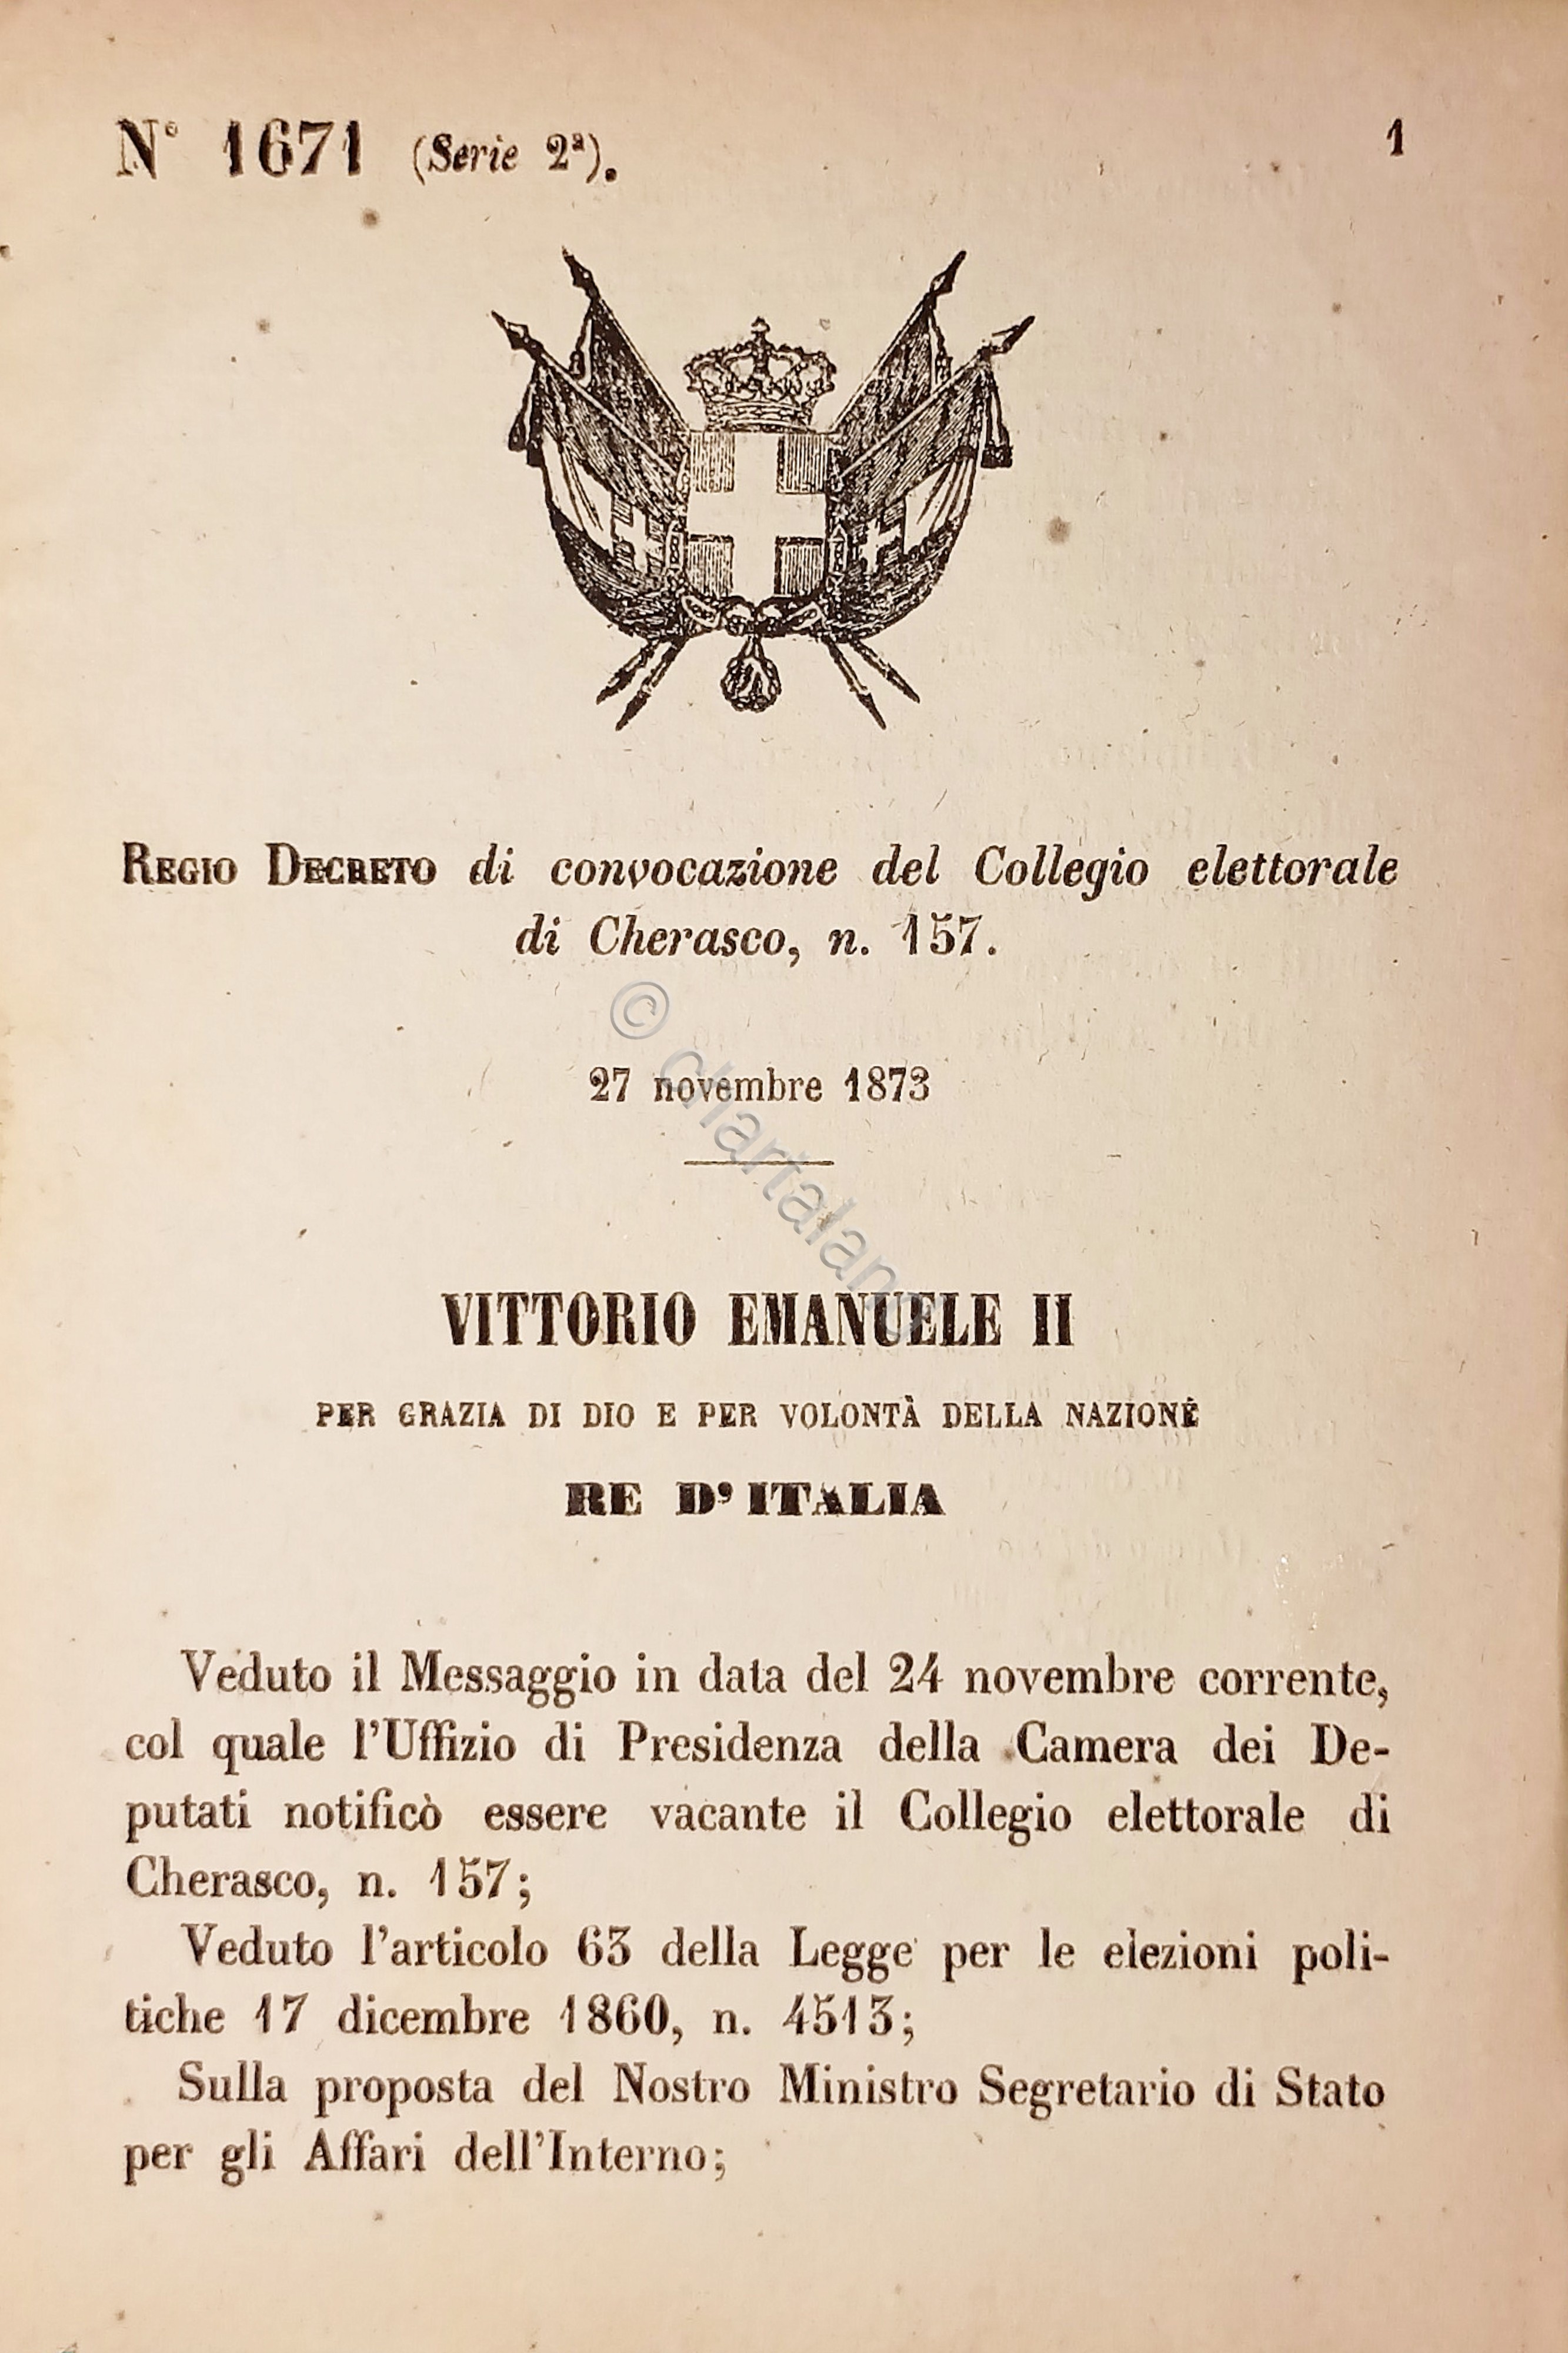 N° 1671 (Serie 2ª). 1
REGIO DECRETO di convocazione del Collegio elettorale
di Cherasco, n. 157.
27 novembre 1873
© chartaland
VITTORIO EMANUELE II
PER GRAZIA DI DIO E PER VOLONTÀ DELLA NAZIONE
RE D'ITALIA
Veduto il Messaggio in data del 24 novembre corrente,
col quale l'Uffizio di Presidenza della Camera dei De-
putati notificò essere vacante il Collegio elettorale di
Cherasco, n. 157;
Veduto l'articolo 63 della Legge per le elezioni poli-
tiche 17 dicembre 1860, n. 4513;
Sulla proposta del Nostro Ministro Segretario di Stato
per gli Affari dell'Interno;